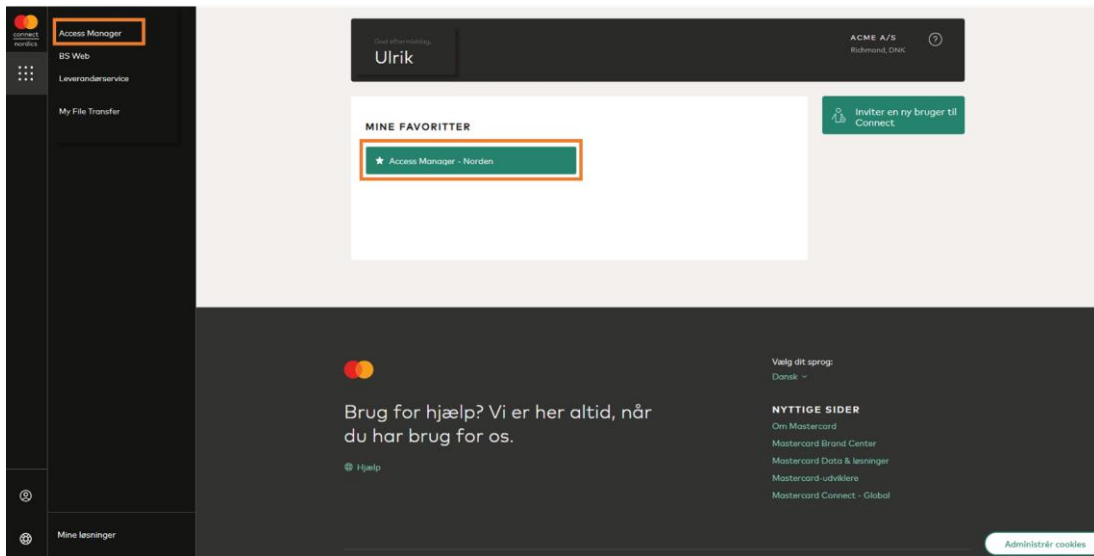 connect
nordics
Access Manager
BS Web
Leverandørservice
My File Transfer
Mine løsninger
God eftermiddag,
Ulrik
ACME A/S
Richmond, DNK
?
MINE FAVORITTER
★ Access Manager - Norden
Inviter en ny bruger til
Connect
Brug for hjælp? Vi er her altid, når
du har brug for os.
Hjælp
Vælg dit sprog:
Dansk
NYTTIGE SIDER
Om Mastercard
Mastercard Brand Center
Mastercard Data & løsninger
Mastercard-udviklere
Mastercard Connect - Global
Administrér cookies